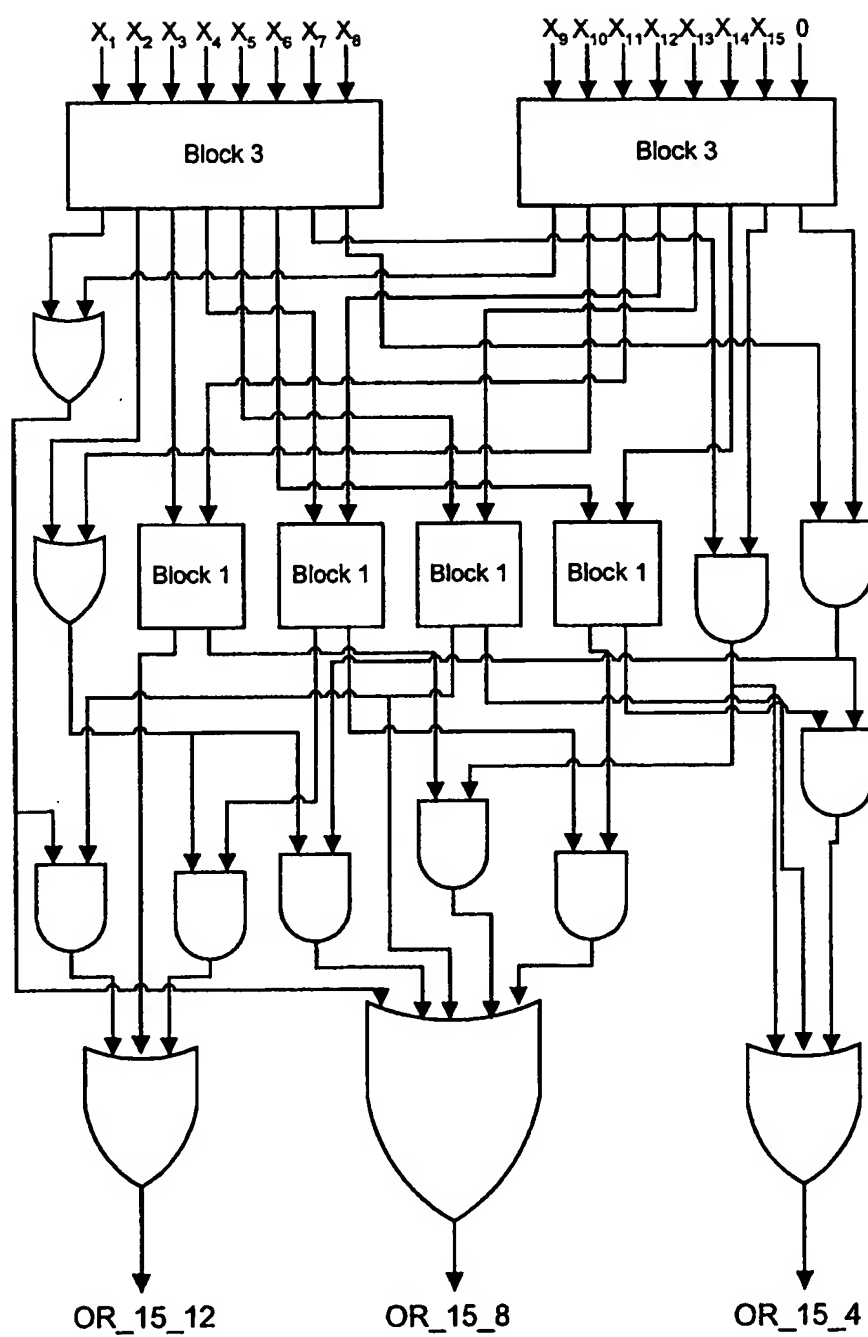 X₁ X₂ X₃ X₄ X₅ X₆ X₇ X₈ X₉ X₁₀ X₁₁ X₁₂ X₁₃ X₁₄ X₁₅ 0
Block 3 Block 3
Block 1 Block 1 Block 1 Block 1
OR_15_12 OR_15_8 OR_15_4